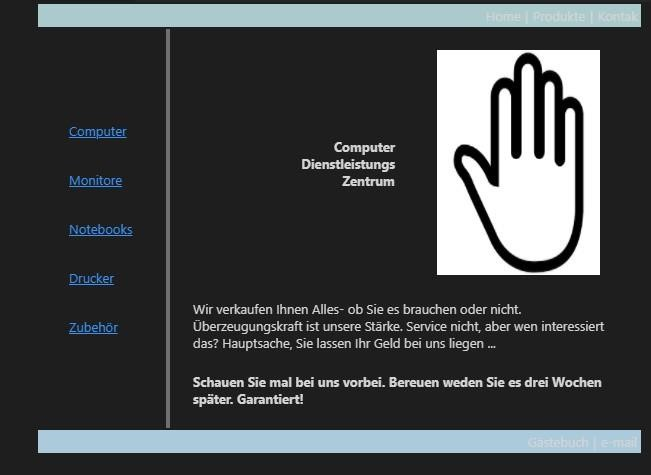 Home | Produkte | Kontak
Computer
Monitore
Notebooks
Drucker
Zubehör
Computer
Dienstleistungs
Zentrum
Wir verkaufen Ihnen Alles- ob Sie es brauchen oder nicht.
Überzeugungskraft ist unsere Stärke. Service nicht, aber wen interessiert
das? Hauptsache, Sie lassen Ihr Geld bei uns liegen ...
Schauen Sie mal bei uns vorbei. Bereuen weden Sie es drei Wochen
später. Garantiert!
Gästebuch | e-mail